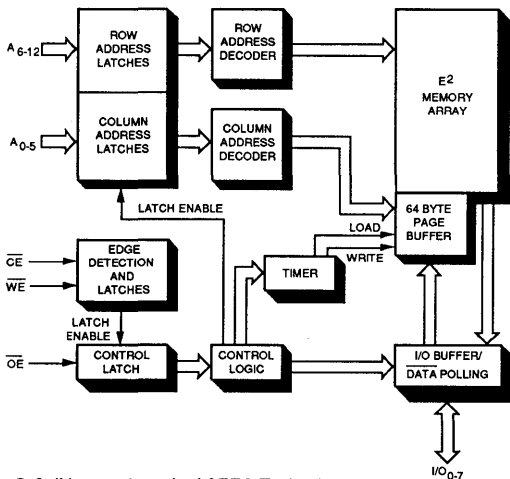 A6-12
ROW
ADDRESS
LATCHES
ROW
ADDRESS
DECODER
E2
MEMORY
ARRAY
A0-5
COLUMN
ADDRESS
LATCHES
COLUMN
ADDRESS
DECODER
LATCH ENABLE
64 BYTE
PAGE
BUFFER
LOAD
WRITE
CE
WE
EDGE
DETECTION
AND
LATCHES
TIMER
LATCH
ENABLE
OE
CONTROL
LATCH
CONTROL
LOGIC
I/O BUFFER/
DATA POLLING
I/O0-7